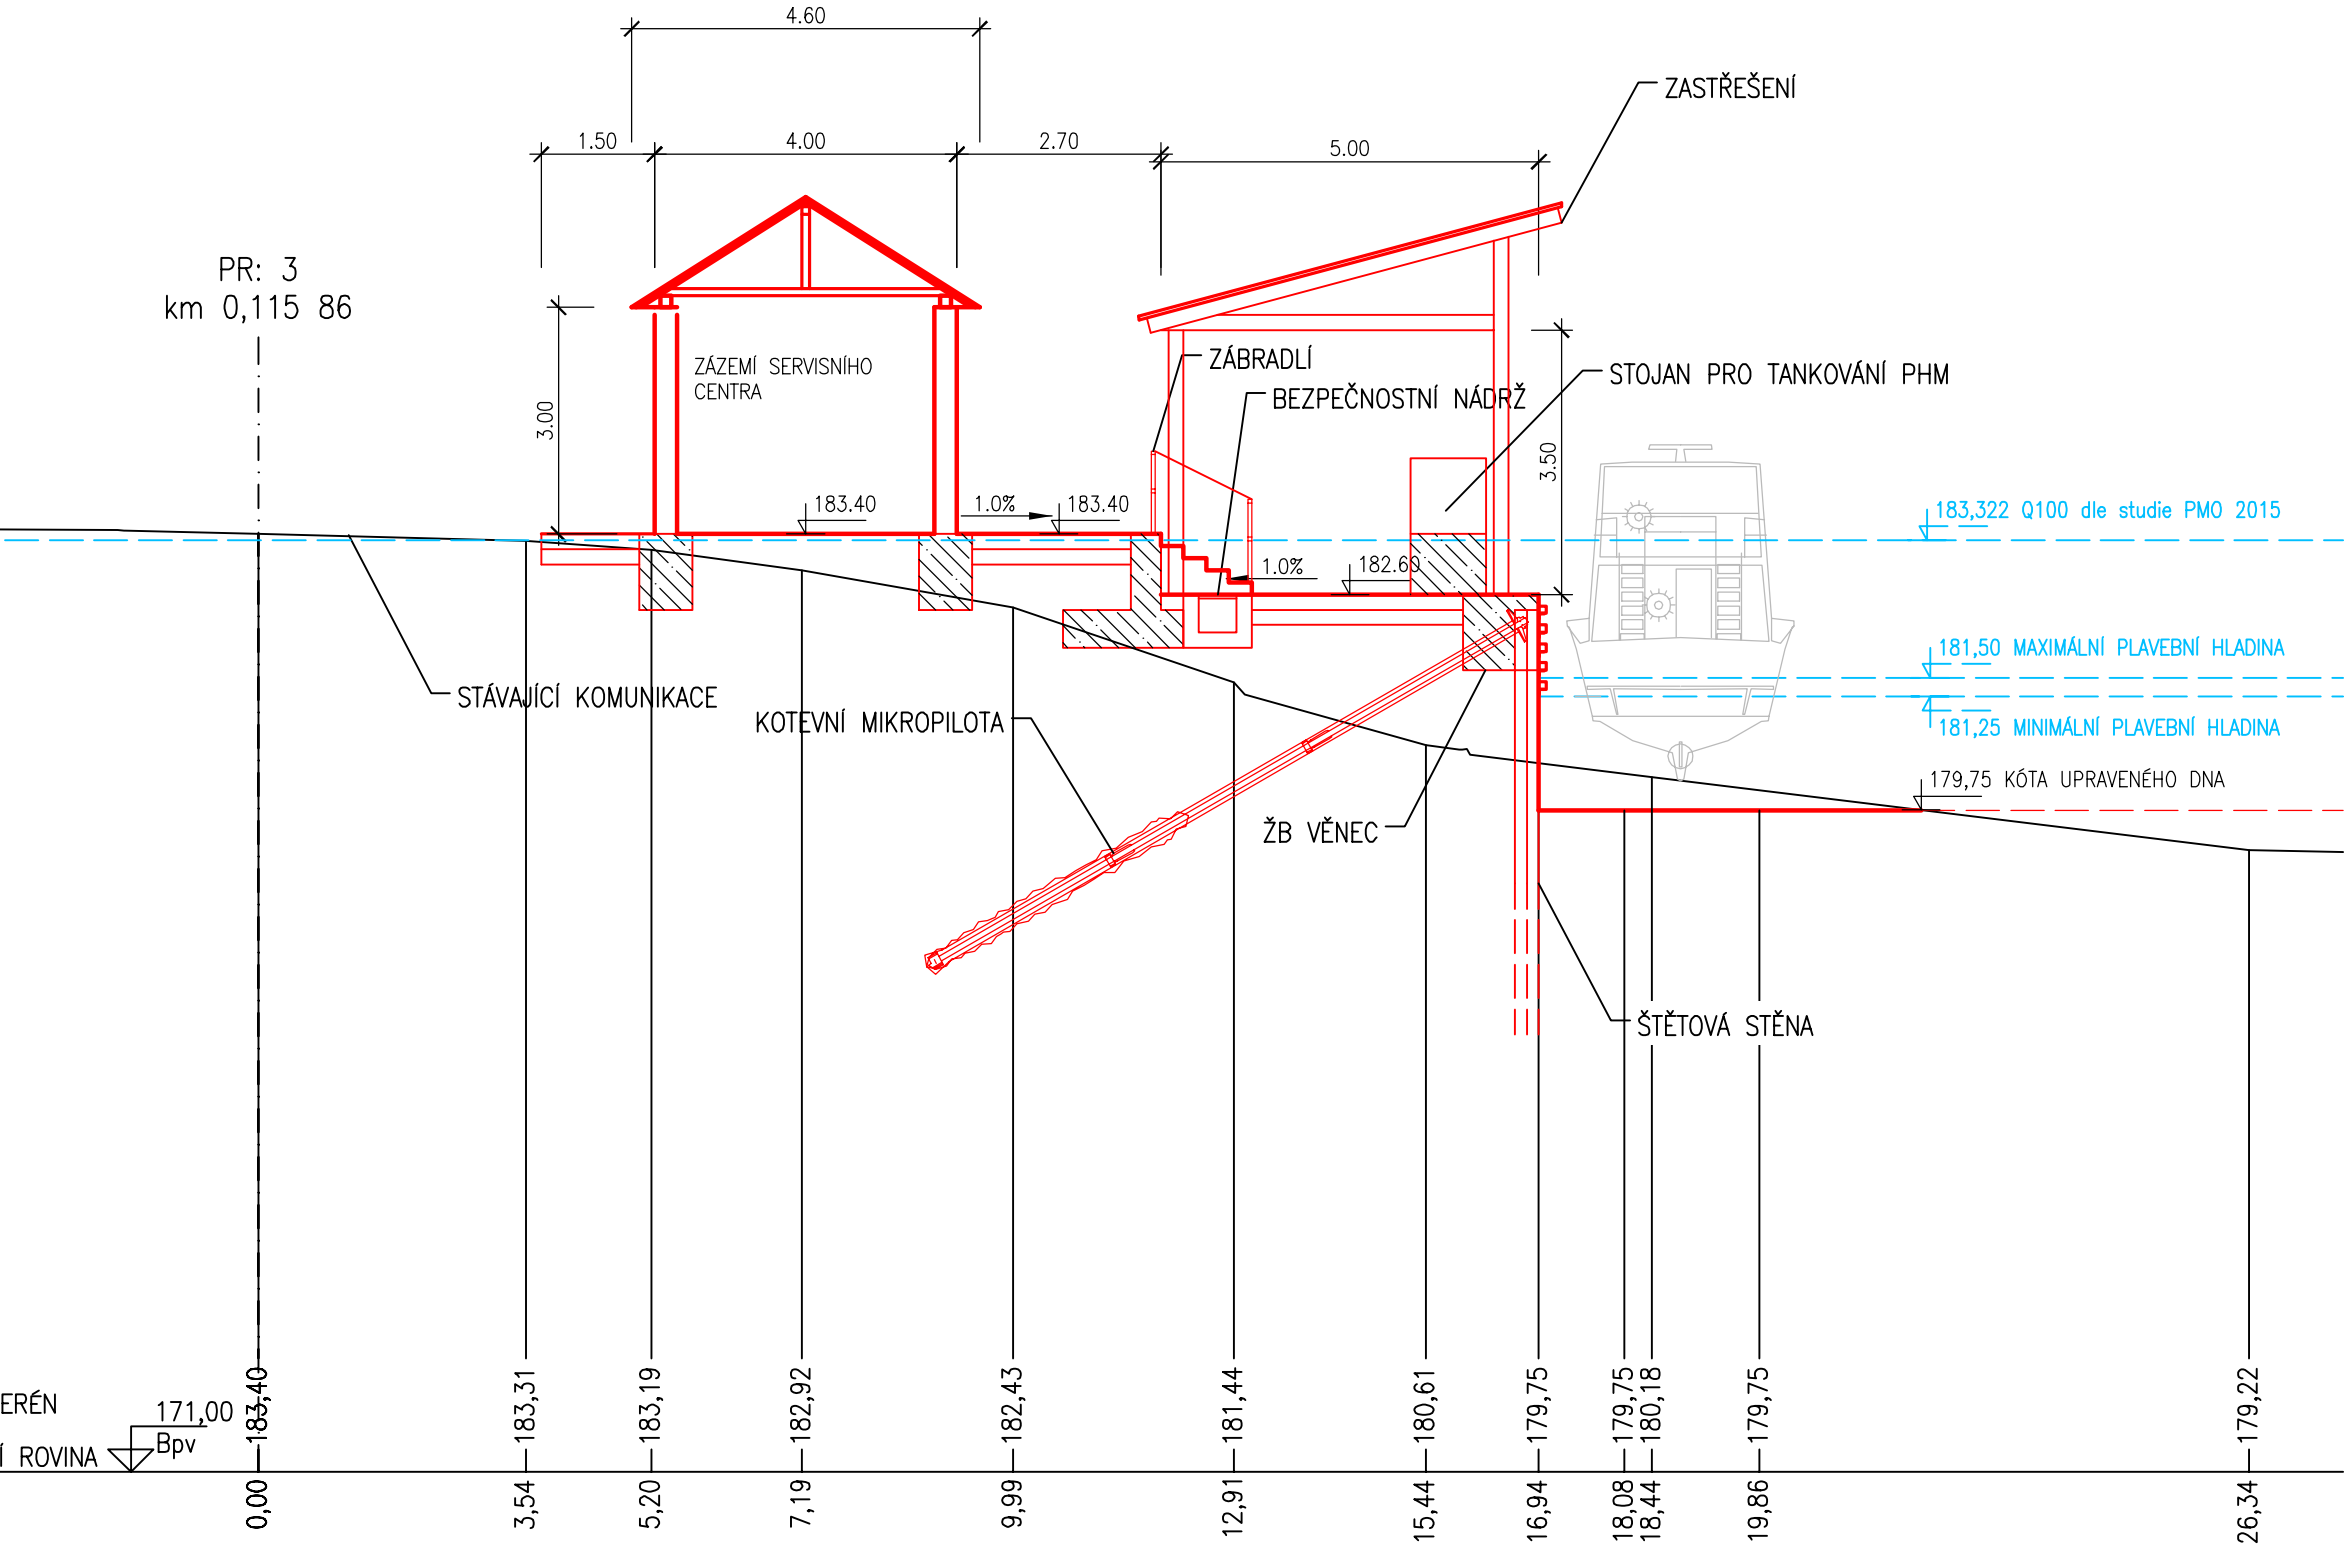 4.60
ZASTŘEŠENÍ
1.50
4.00
2.70
5.00
PR: 3
km 0,115 86
ZÁZEMÍ SERVISNÍHO
CENTRA
ZÁBRADLÍ
STOJAN PRO TANKOVÁNÍ PHM
BEZPEČNOSTNÍ NÁDRŽ
3.00
3.50
183.40
1.0%
183.40
183,322 Q100 dle studie PMO 2015
1.0%
182.60
181,50 MAXIMÁLNÍ PLAVEBNÍ HLADINA
STÁVAJÍCÍ KOMUNIKACE
KOTEVNÍ MIKROPILOTA
181,25 MINIMÁLNÍ PLAVEBNÍ HLADINA
179,75 KÓTA UPRAVENÉHO DNA
ŽB VĚNEC
ŠTĚTOVÁ STĚNA
ERÉN
171,00
Bpv
Í ROVINA
183,40
183,31
183,19
182,92
182,43
181,44
180,61
179,75
179,75
180,18
179,75
179,22
0,00
3,54
5,20
7,19
9,99
12,91
15,44
16,94
18,08
18,44
19,86
26,34